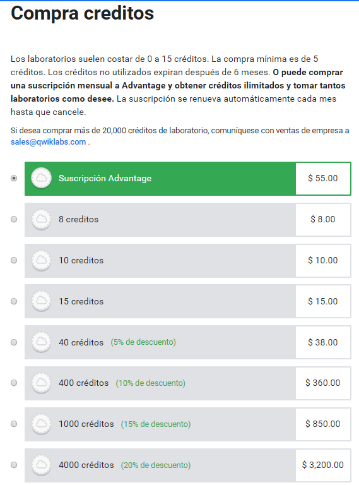 Compra creditos
Los laboratorios suelen costar de 0 a 15 créditos. La compra mínima es de 5
créditos. Los créditos no utilizados expiran después de 6 meses. O puede comprar
una suscripción mensual a Advantage y obtener créditos ilimitados y tomar tantos
laboratorios como desee. La suscripción se renueva automáticamente cada mes
hasta que cancele.
Si desea comprar más de 20,000 créditos de laboratorio, comuníquese con ventas de empresa a
sales@qwiklabs.com .
Suscripción Advantage $ 55.00
8 creditos $ 8.00
10 creditos $ 10.00
15 creditos $ 15.00
40 créditos (5% de descuento) $ 38.00
400 créditos (10% de descuento) $ 360.00
1000 créditos (15% de descuento) $ 850.00
4000 créditos (20% de descuento) $ 3,200.00